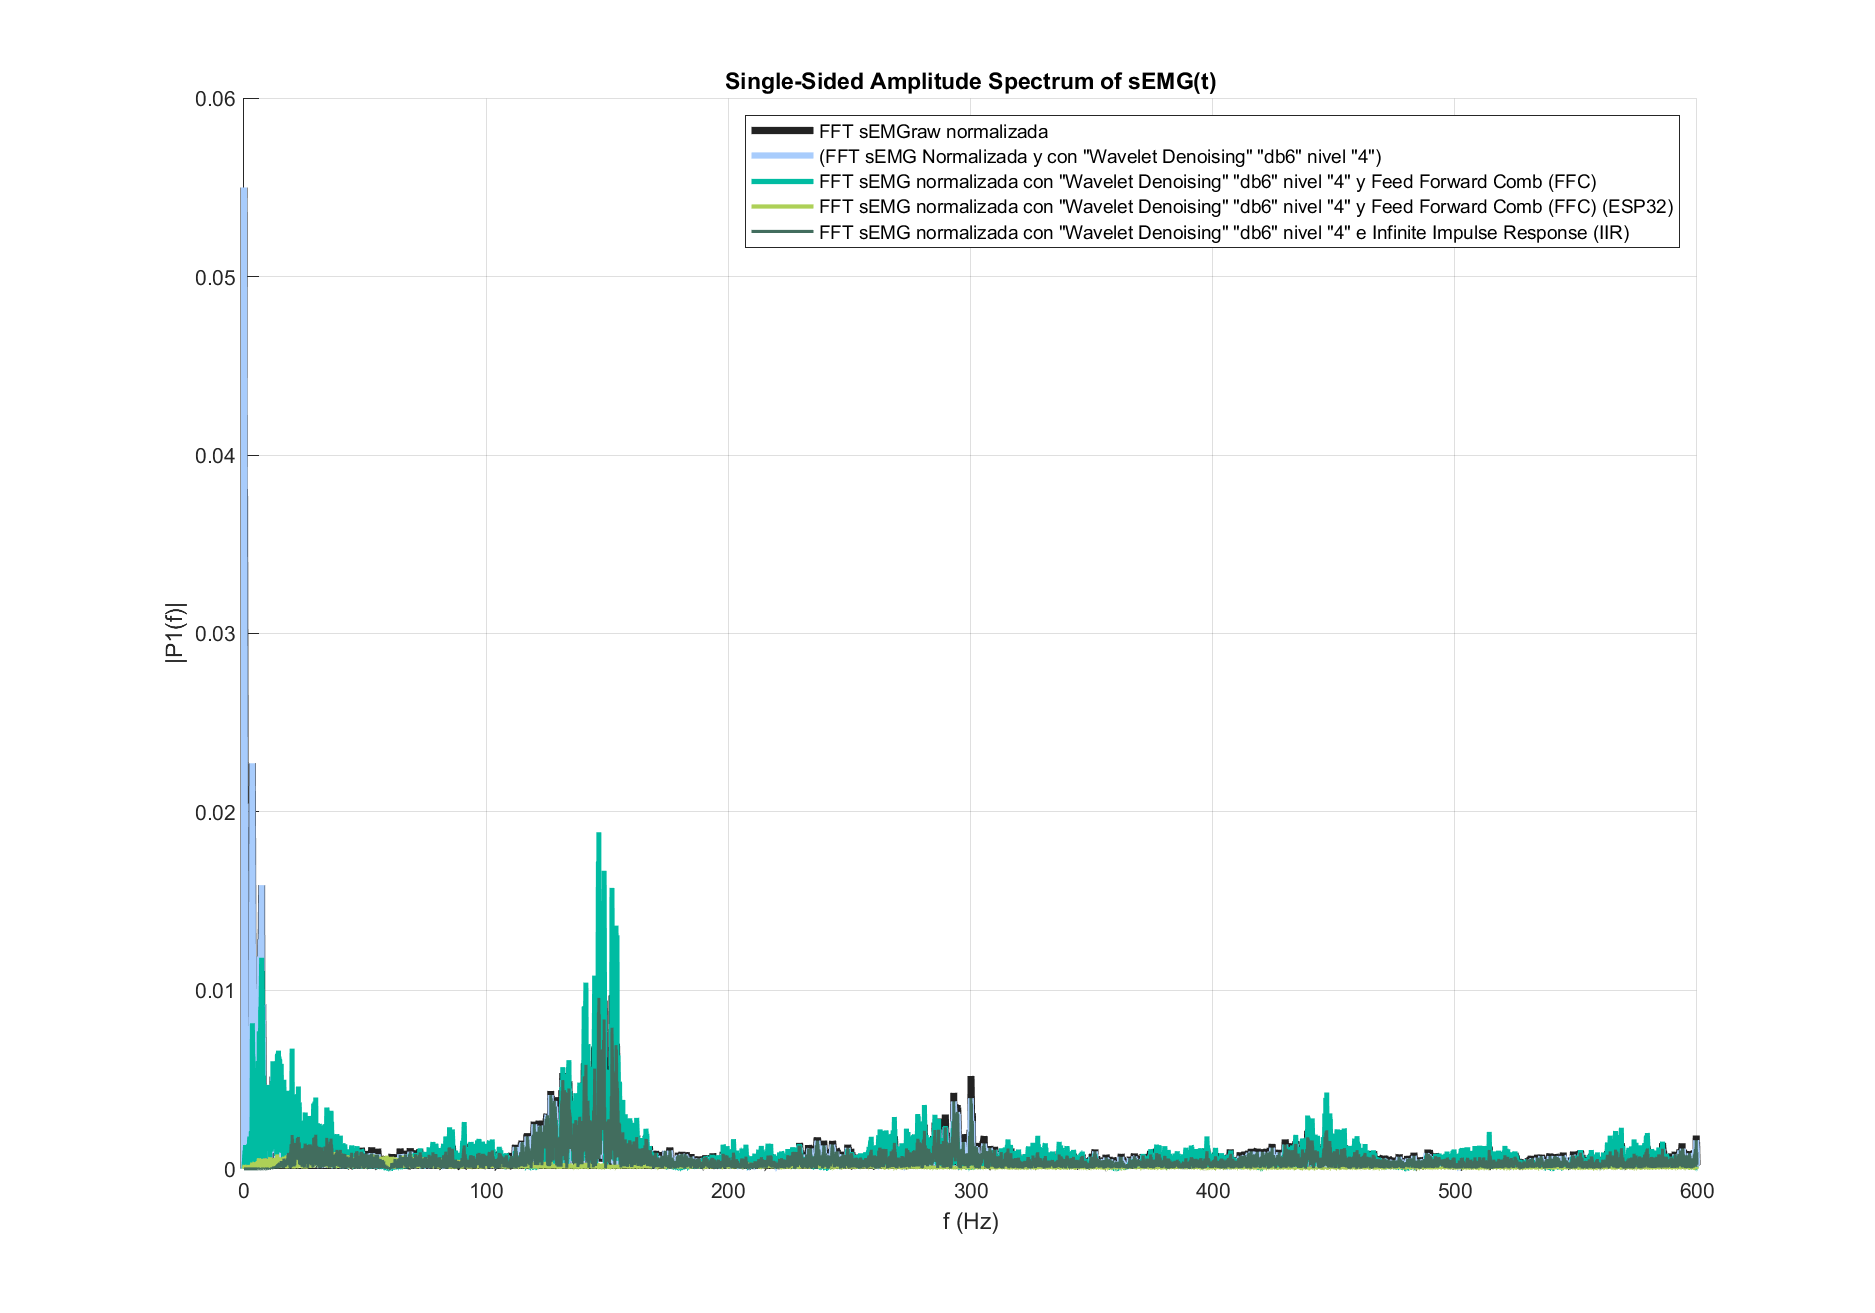 Single-Sided Amplitude Spectrum of sEMG(t)
FFT sEMGraw normalizada
(FFT sEMG Normalizada y con "Wavelet Denoising" "db6" nivel "4")
FFT sEMG normalizada con "Wavelet Denoising" "db6" nivel "4" y Feed Forward Comb (FFC)
FFT sEMG normalizada con "Wavelet Denoising" "db6" nivel "4" y Feed Forward Comb (FFC) (ESP32)
FFT sEMG normalizada con "Wavelet Denoising" "db6" nivel "4" e Infinite Impulse Response (IIR)
|P1(f)|
0.06
0.05
0.04
0.03
0.02
0.01
0
0 100 200 300 400 500 600
f (Hz)